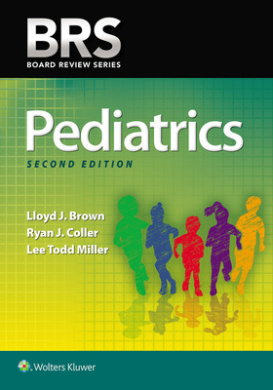 BRS
BOARD REVIEW SERIES
Pediatrics
SECOND EDITION
Lloyd J. Brown
Ryan J. Coller
Lee Todd Miller
Wolters Kluwer